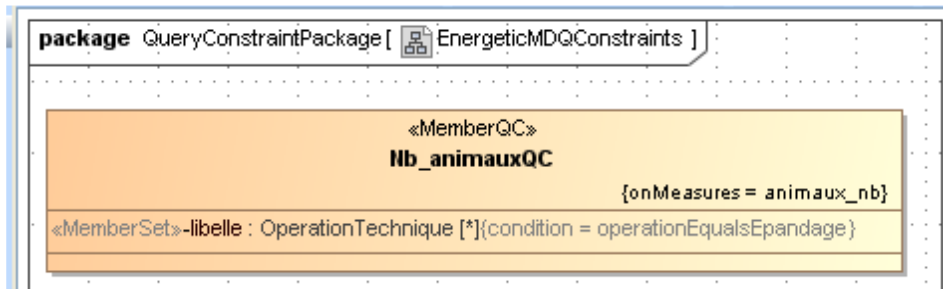 package QueryConstraintPackage [ EnergeticMDQConstraints ]
«MemberQC»
Nb_animauxQC
{onMeasures = animaux_nb}
«MemberSet»-libelle : OperationTechnique [*]{condition = operationEqualsEpandage}